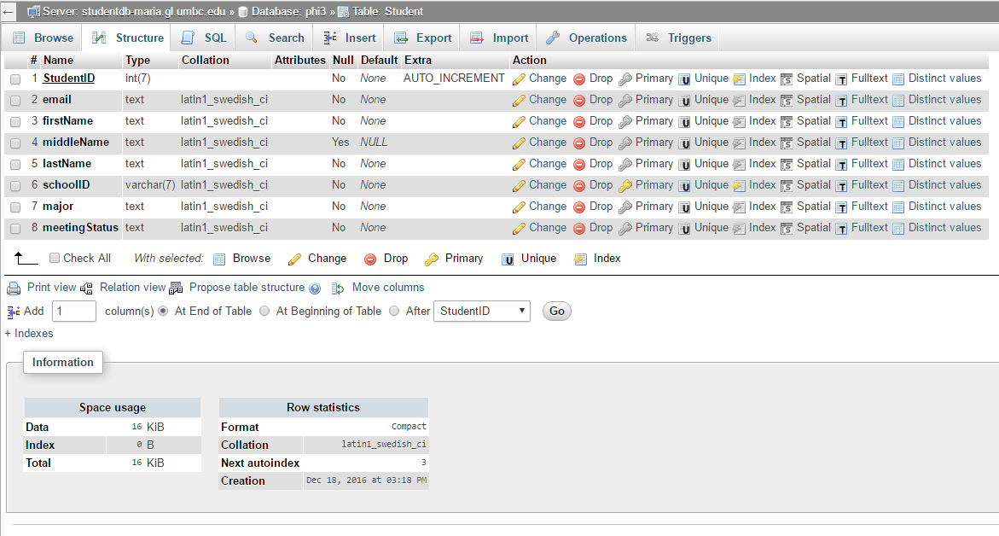 ← Server: studentdb-maria.gl.umbc.edu » Database: phi3 » Table: Student
Browse Structure SQL Search Insert Export Import Operations Triggers
# Name Type Collation Attributes Null Default Extra Action
1 StudentID int(7) No None AUTO_INCREMENT Change Drop Primary Unique Index Spatial Fulltext Distinct values
2 email text latin1_swedish_ci No None Change Drop Primary Unique Index Spatial Fulltext Distinct values
3 firstName text latin1_swedish_ci No None Change Drop Primary Unique Index Spatial Fulltext Distinct values
4 middleName text latin1_swedish_ci Yes NULL Change Drop Primary Unique Index Spatial Fulltext Distinct values
5 lastName text latin1_swedish_ci No None Change Drop Primary Unique Index Spatial Fulltext Distinct values
6 schoolID varchar(7) latin1_swedish_ci No None Change Drop Primary Unique Index Spatial Fulltext Distinct values
7 major text latin1_swedish_ci No None Change Drop Primary Unique Index Spatial Fulltext Distinct values
8 meetingStatus text latin1_swedish_ci No None Change Drop Primary Unique Index Spatial Fulltext Distinct values
Check All With selected: Browse Change Drop Primary Unique Index
Print view Relation view Propose table structure Move columns
Add 1 column(s) At End of Table At Beginning of Table After StudentID Go
+ Indexes
Information
Space usage
Data 16 KiB
Index 0 B
Total 16 KiB
Row statistics
Format Compact
Collation latin1_swedish_ci
Next autoindex 3
Creation Dec 18, 2016 at 03:18 PM